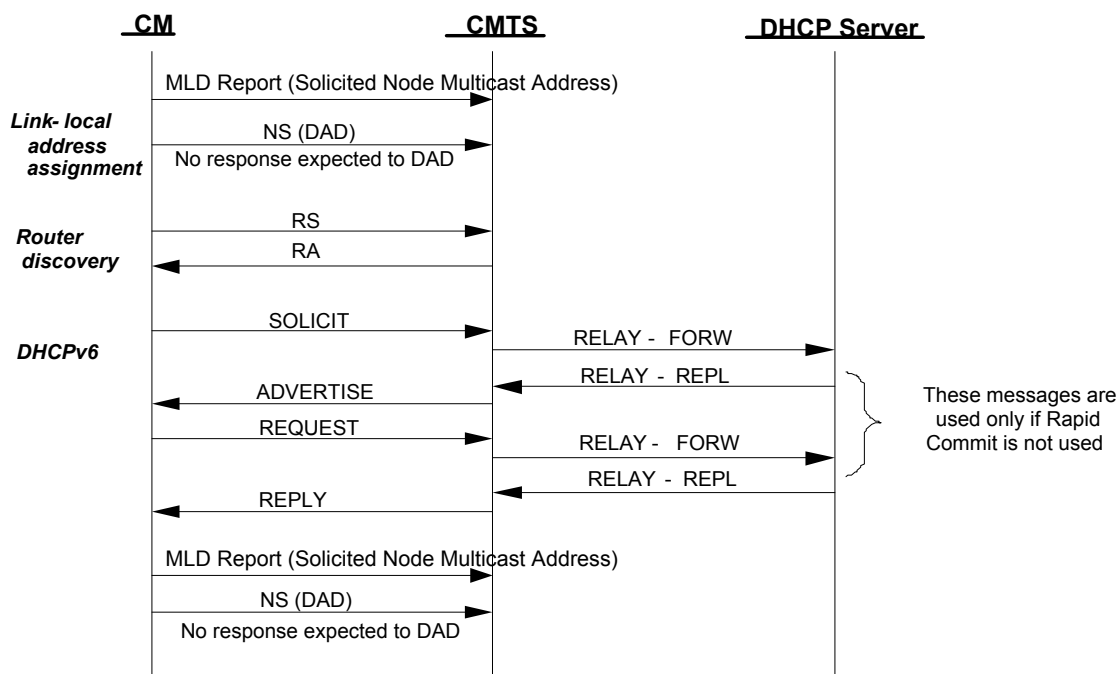 CM
CMTS
DHCP Server
MLD Report (Solicited Node Multicast Address)
Link- local
address
assignment
NS (DAD)
No response expected to DAD
RS
Router
discovery
RA
SOLICIT
DHCPv6
RELAY - FORW
RELAY - REPL
ADVERTISE
These messages are
used only if Rapid
Commit is not used
REQUEST
RELAY - FORW
RELAY - REPL
REPLY
MLD Report (Solicited Node Multicast Address)
NS (DAD)
No response expected to DAD